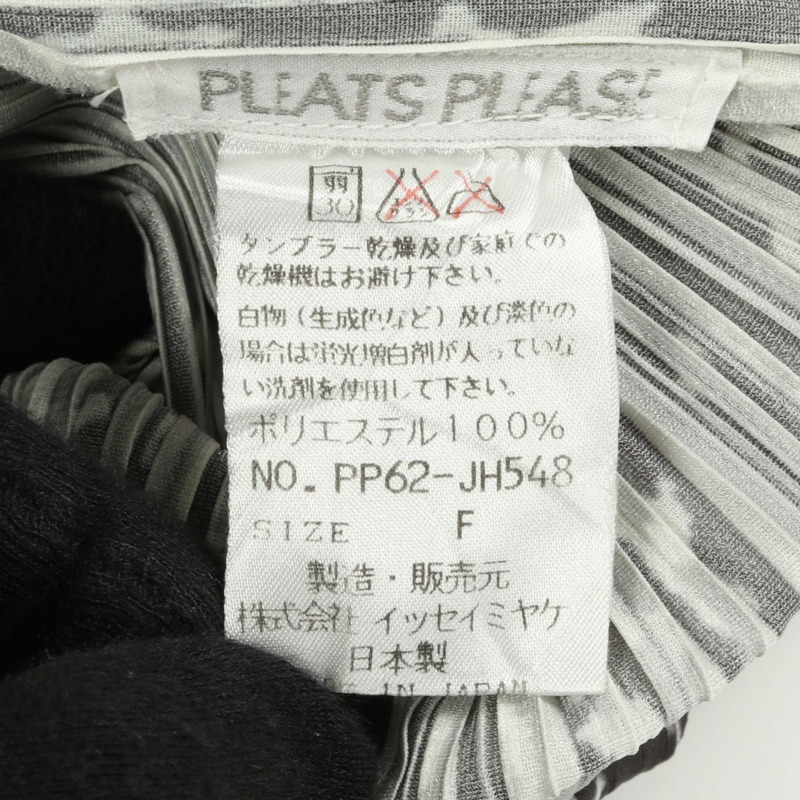 PLEATS PLEASE
弱
30
タンブラー乾燥及び家庭での
乾燥機はお避け下さい。
白物（生成色など）及び淡色の
場合は蛍光増白剤が入っていな
い洗剤を使用して下さい。
ポリエステル100%
NO. PP62-JH548
SIZE F
製造・販売元
株式会社 イッセイミヤケ
日本製
IN JAPAN